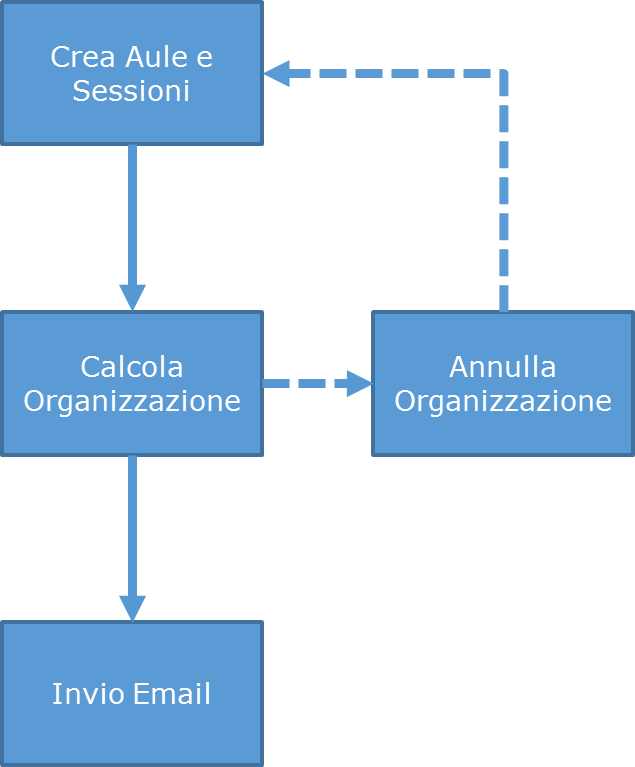 Crea Aule e
Sessioni
Calcola
Organizzazione
Annulla
Organizzazione
Invio Email